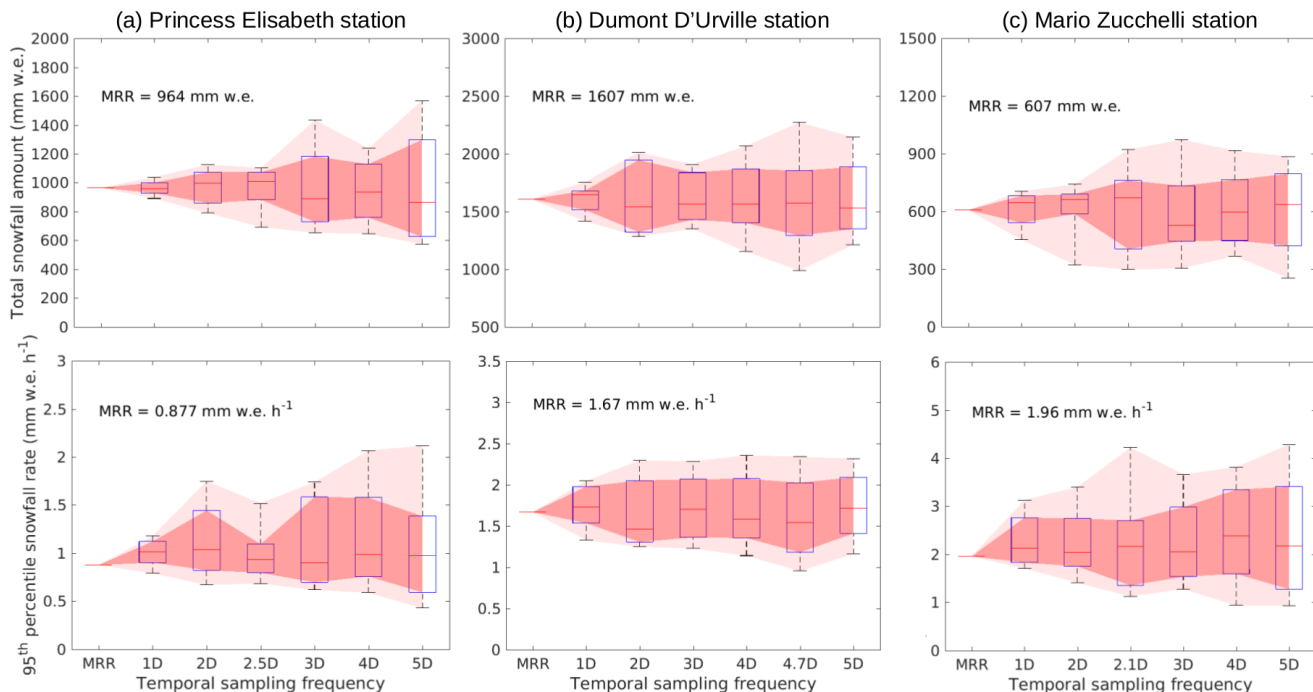 (a) Princess Elisabeth station
(b) Dumont D'Urville station
(c) Mario Zucchelli station
Total snowfall amount (mm w.e.)
2000
1800
1600
1400
1200
1000
800
600
400
200
0
MRR = 964 mm w.e.
3000
2500
2000
1500
1000
500
MRR = 1607 mm w.e.
1500
1200
900
600
300
0
MRR = 607 mm w.e.
95th percentile snowfall rate (mm w.e. h-1)
3
2.5
2
1.5
1
0.5
0
MRR = 0.877 mm w.e. h-1
MRR 1D 2D 2.5D 3D 4D 5D
Temporal sampling frequency
3.5
3
2.5
2
1.5
1
0.5
0
MRR = 1.67 mm w.e. h-1
MRR 1D 2D 3D 4D 4.7D 5D
Temporal sampling frequency
6
5
4
3
2
1
0
MRR = 1.96 mm w.e. h-1
MRR 1D 2D 2.1D 3D 4D 5D
Temporal sampling frequency